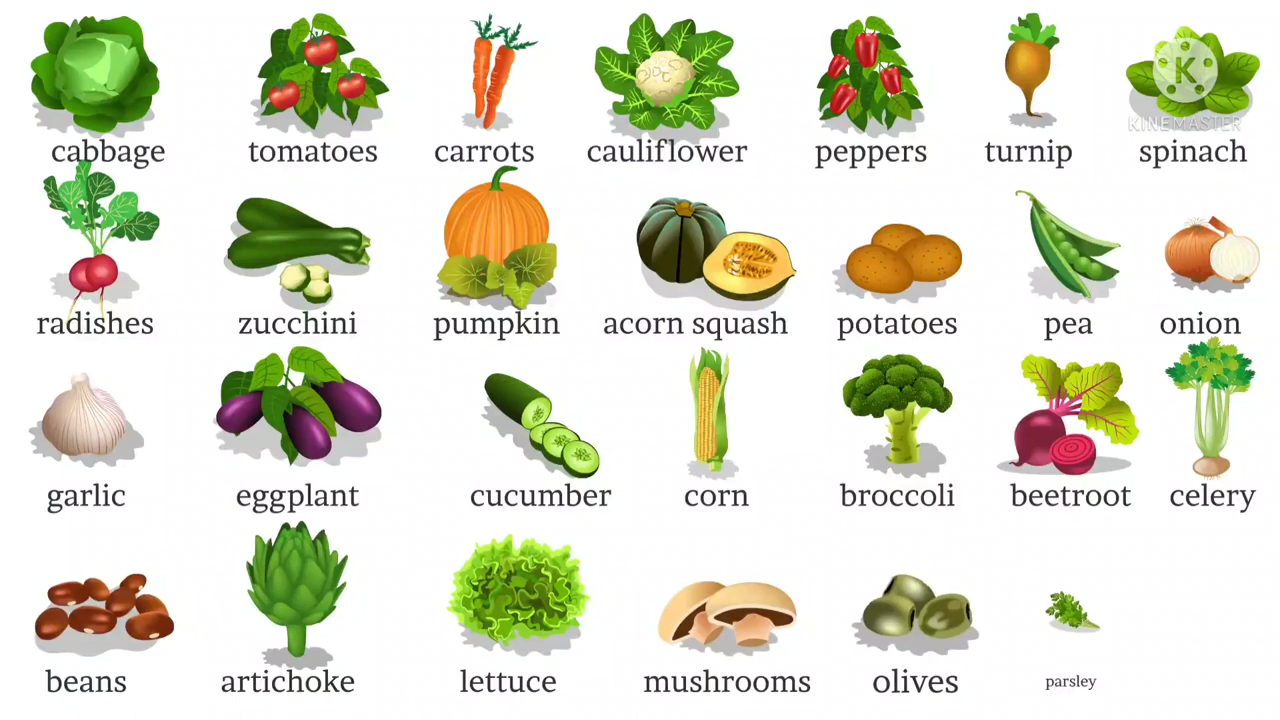 K
KINEMASTER
cabbage tomatoes carrots cauliflower peppers turnip spinach
radishes zucchini pumpkin acorn squash potatoes pea onion
garlic eggplant cucumber corn broccoli beetroot celery
beans artichoke lettuce mushrooms olives parsley